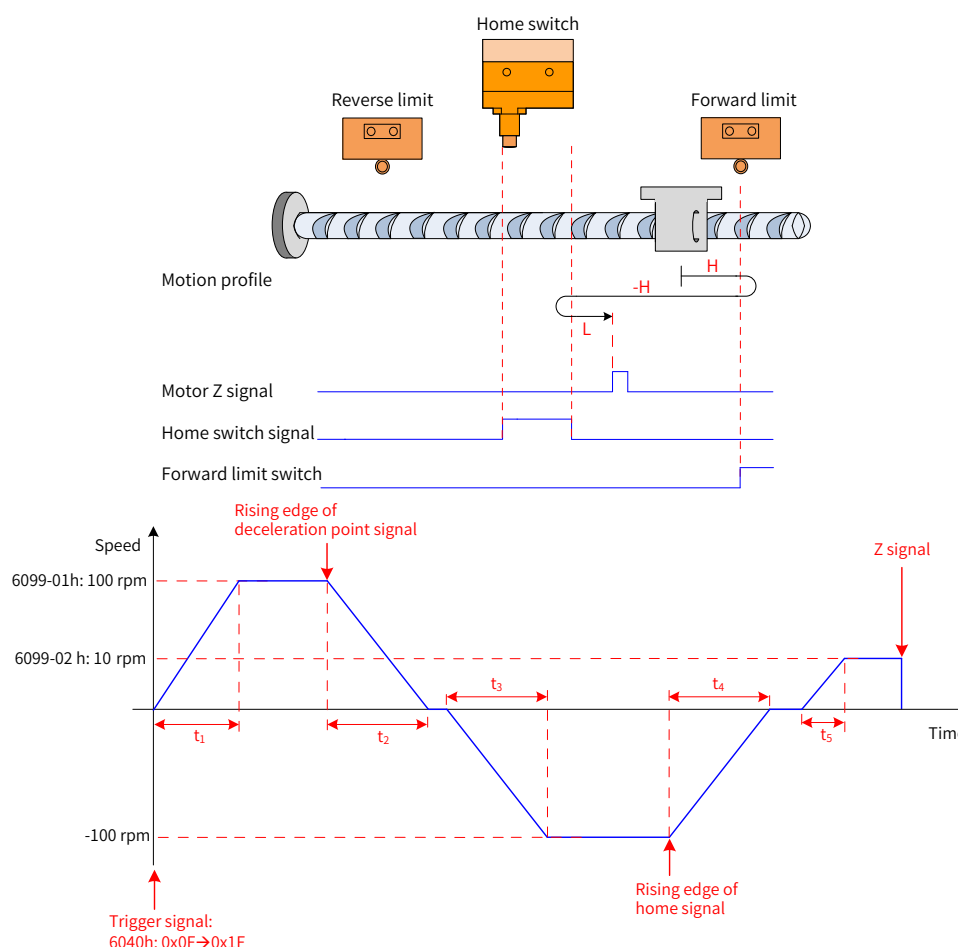 Home switch
Reverse limit
Forward limit
Motion profile
H
-H
L
Motor Z signal
Home switch signal
Forward limit switch
Rising edge of
deceleration point signal
Speed
Z signal
6099-01h: 100 rpm
6099-02 h: 10 rpm
t3
t4
t1
t2
t5
Time
-100 rpm
Rising edge of
home signal
Trigger signal:
6040h: 0x0F→0x1F